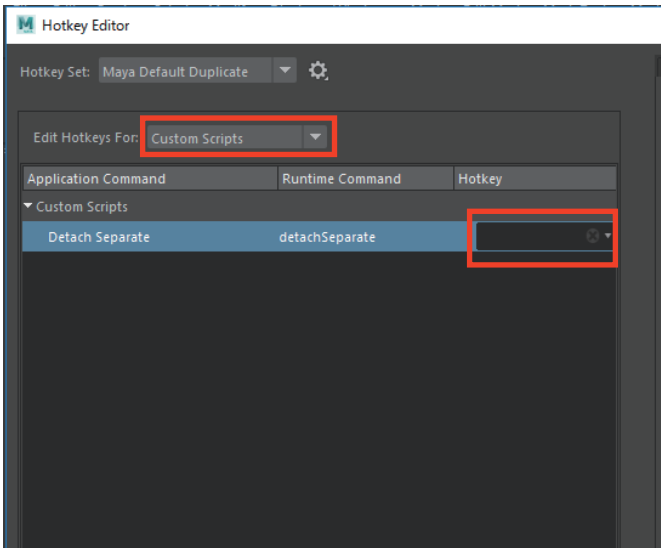 Hotkey Editor
Hotkey Set: Maya Default Duplicate
Edit Hotkeys For: Custom Scripts
Application Command Runtime Command Hotkey
Custom Scripts
Detach Separate detachSeparate